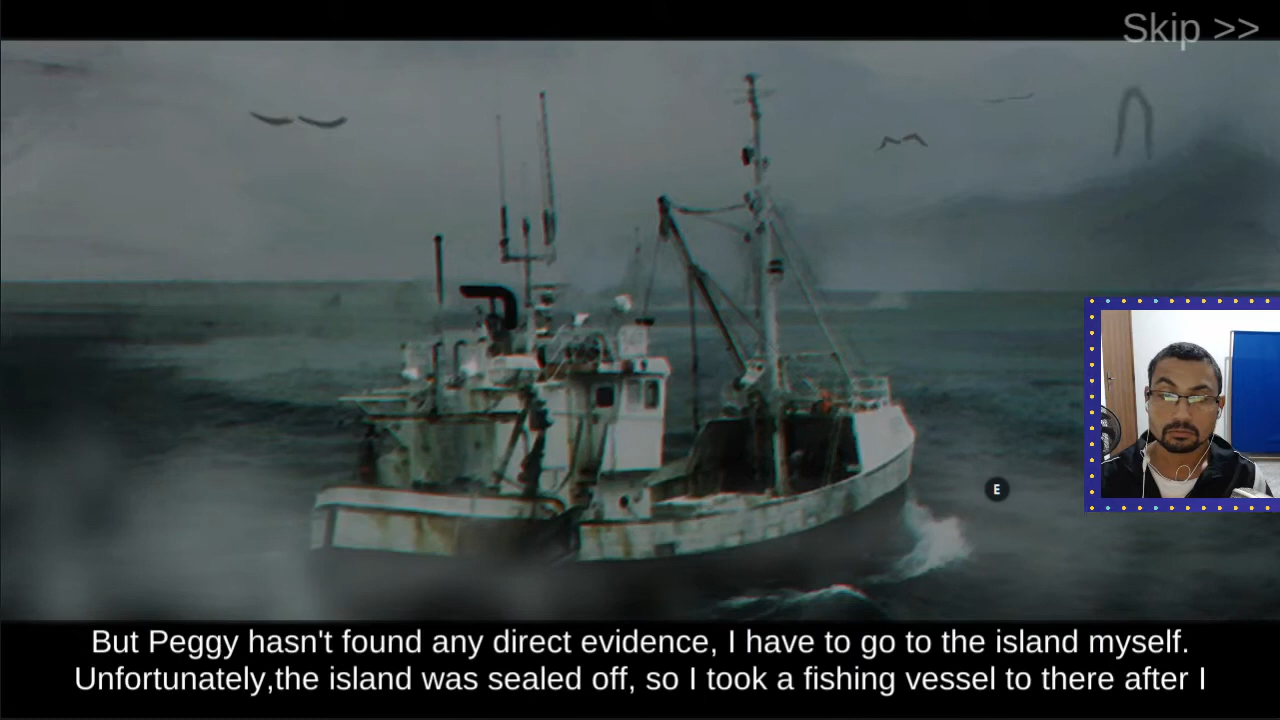 Skip >>
E
But Peggy hasn't found any direct evidence, I have to go to the island myself.
Unfortunately,the island was sealed off, so I took a fishing vessel to there after I